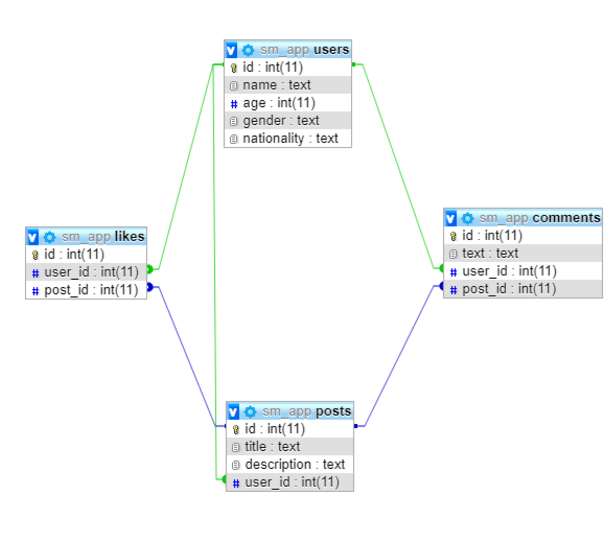 sm_app users
id : int(11)
name : text
age : int(11)
gender : text
nationality : text
sm_app likes
id : int(11)
user_id : int(11)
post_id : int(11)
sm_app comments
id : int(11)
text : text
user_id : int(11)
post_id : int(11)
sm_app posts
id : int(11)
title : text
description : text
user_id : int(11)